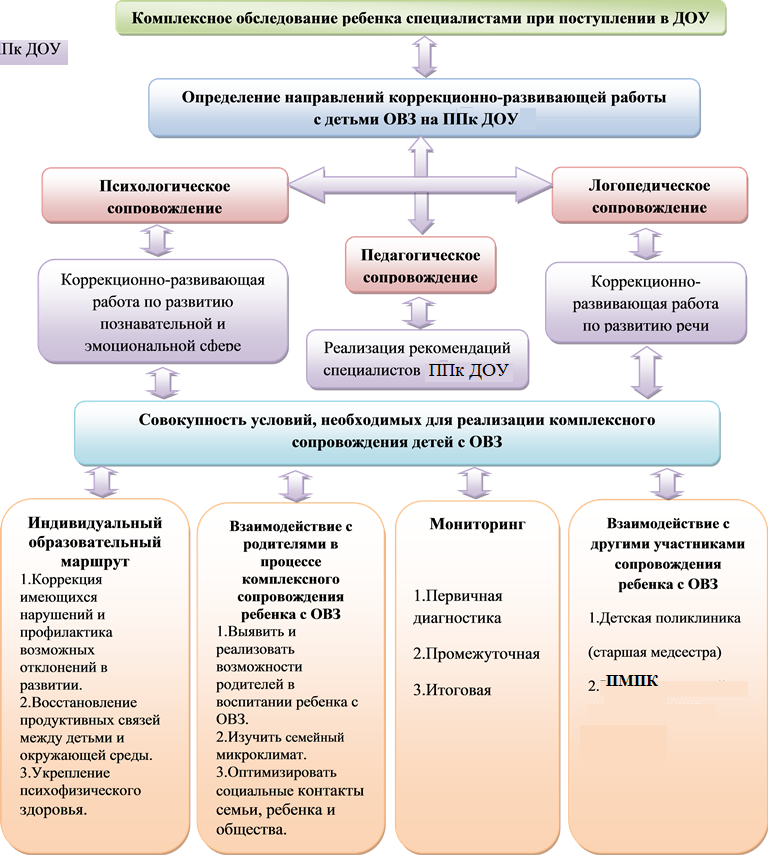 Комплексное обследование ребенка специалистами при поступлении в ДОУ
Пк ДОУ
Определение направлений коррекционно-развивающей работы
с детьми ОВЗ на ППк ДОУ
Психологическое
сопровождение
Логопедическое
сопровождение
Педагогическое
сопровождение
Коррекционно-развивающая
работа по развитию
познавательной и
эмоциональной сфере
Коррекционно-
развивающая работа
по развитию речи
Реализация рекомендаций
специалистов ППк ДОУ
Совокупность условий, необходимых для реализации комплексного
сопровождения детей с ОВЗ
Индивидуальный
образовательный
маршрут
1.Коррекция
имеющихся
нарушений и
профилактика
возможных
отклонений в
развитии.
2.Восстановление
продуктивных связей
между детьми и
окружающей среды.
3.Укрепление
психофизического
здоровья.
Взаимодействие с
родителями в
процессе
комплексного
сопровождения
ребенка с ОВЗ
1.Выявить и
реализовать
возможности
родителей в
воспитании ребенка с
ОВЗ.
2.Изучить семейный
микроклимат.
3.Оптимизировать
социальные контакты
семьи, ребенка и
общества.
Мониторинг
1.Первичная
диагностика
2.Промежуточная
3.Итоговая
Взаимодействие с
другими участниками
сопровождения
ребенка с ОВЗ
1.Детская поликлиника
(старшая медсестра)
2. ПМПК